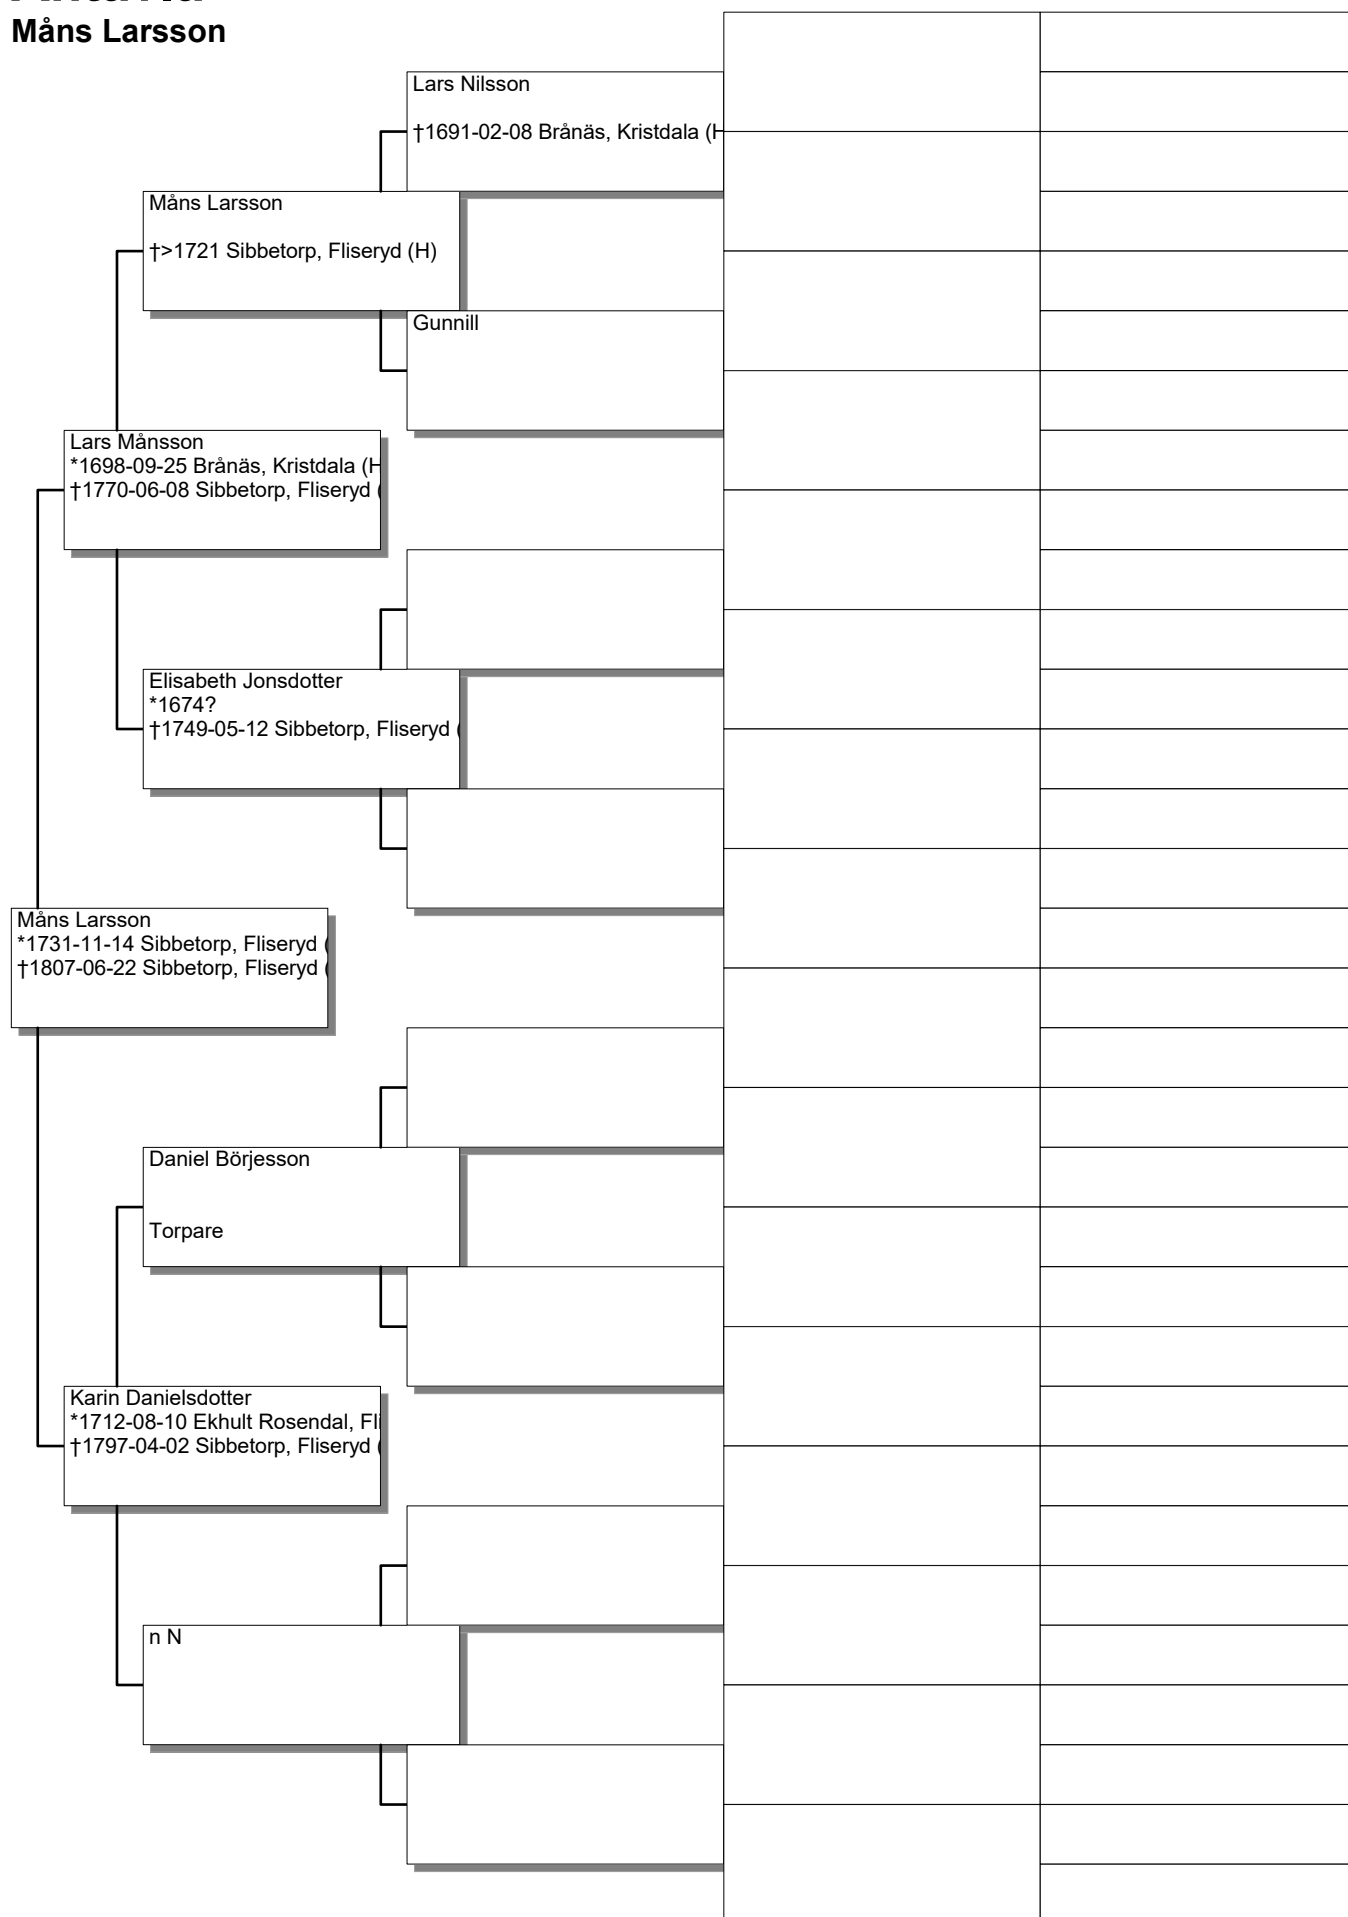 Måns Larsson
Lars Nilsson
†1691-02-08 Brånäs, Kristdala (H
Måns Larsson
†>1721 Sibbetorp, Fliseryd (H)
Gunnill
Lars Månsson
*1698-09-25 Brånäs, Kristdala (H
†1770-06-08 Sibbetorp, Fliseryd (
Elisabeth Jonsdotter
*1674?
†1749-05-12 Sibbetorp, Fliseryd (
Måns Larsson
*1731-11-14 Sibbetorp, Fliseryd (
†1807-06-22 Sibbetorp, Fliseryd (
Daniel Börjesson
Torpare
Karin Danielsdotter
*1712-08-10 Ekhult Rosendal, Fli
†1797-04-02 Sibbetorp, Fliseryd (
n N